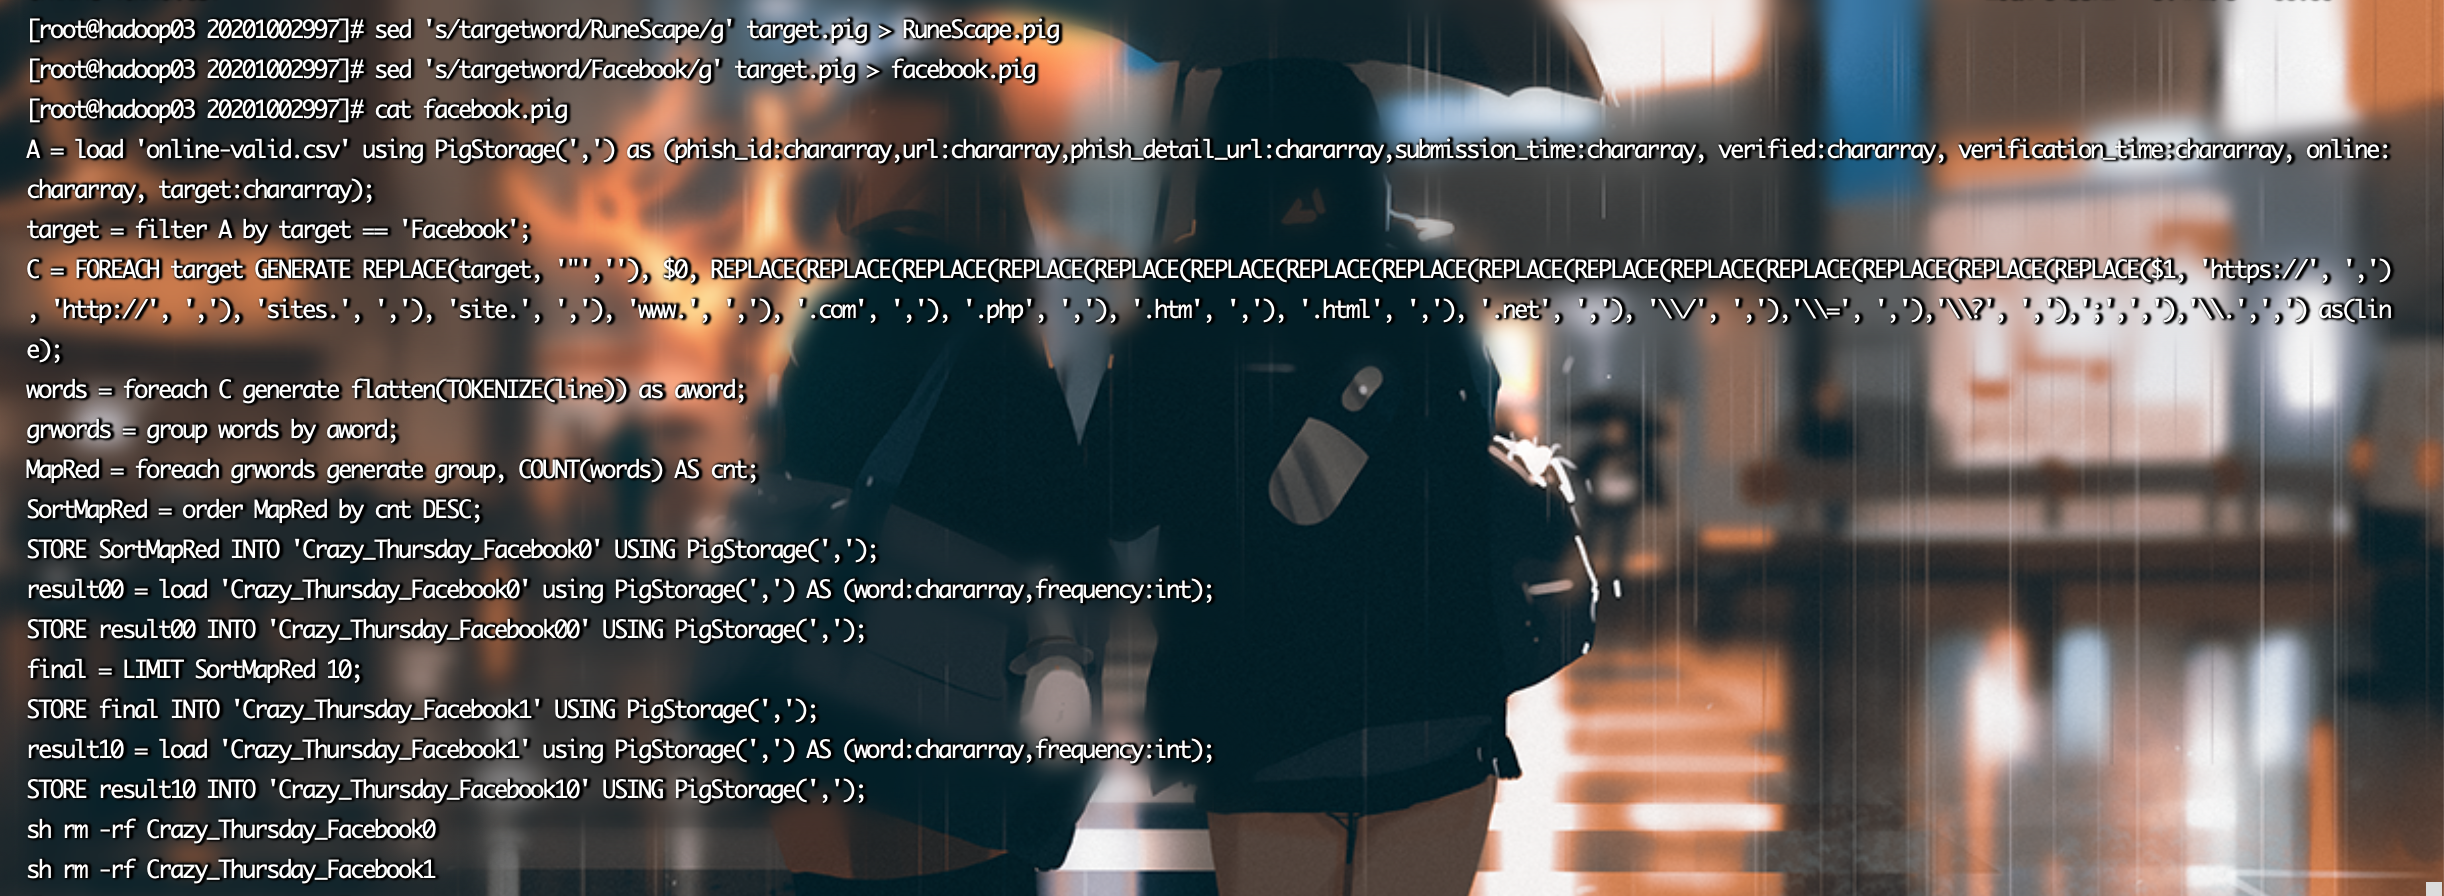 [root@hadoop03 20201002997]# sed 's/targetword/RuneScape/g' target.pig > RuneScape.pig
[root@hadoop03 20201002997]# sed 's/targetword/Facebook/g' target.pig > facebook.pig
[root@hadoop03 20201002997]# cat facebook.pig
A = load 'online-valid.csv' using PigStorage(',') as (phish_id:chararray,url:chararray,phish_detail_url:chararray,submission_time:chararray, verified:chararray, verification_time:chararray, online:
chararray, target:chararray);
target = filter A by target == 'Facebook';
C = FOREACH target GENERATE REPLACE(target, '"',''), $0, REPLACE(REPLACE(REPLACE(REPLACE(REPLACE(REPLACE(REPLACE(REPLACE(REPLACE(REPLACE(REPLACE(REPLACE(REPLACE(REPLACE(REPLACE($1, 'https://', ',')
, 'http://', ','), 'sites.', ','), 'site.', ','), 'www.', ','), '.com', ','), '.php', ','), '.htm', ','), '.html', ','), '.net', ','), '\\/', ','),'\\=', ','),'\\?', ','),';',','),'\\.',',') as(lin
e);
words = foreach C generate flatten(TOKENIZE(line)) as aword;
grwords = group words by aword;
MapRed = foreach grwords generate group, COUNT(words) AS cnt;
SortMapRed = order MapRed by cnt DESC;
STORE SortMapRed INTO 'Crazy_Thursday_Facebook0' USING PigStorage(',');
result00 = load 'Crazy_Thursday_Facebook0' using PigStorage(',') AS (word:chararray,frequency:int);
STORE result00 INTO 'Crazy_Thursday_Facebook00' USING PigStorage(',');
final = LIMIT SortMapRed 10;
STORE final INTO 'Crazy_Thursday_Facebook1' USING PigStorage(',');
result10 = load 'Crazy_Thursday_Facebook1' using PigStorage(',') AS (word:chararray,frequency:int);
STORE result10 INTO 'Crazy_Thursday_Facebook10' USING PigStorage(',');
sh rm -rf Crazy_Thursday_Facebook0
sh rm -rf Crazy_Thursday_Facebook1